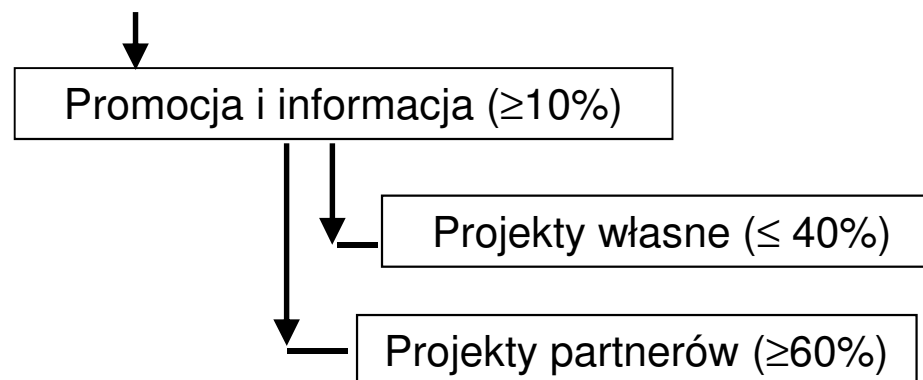 Promocja i informacja (≥10%)
Projekty własne (≤ 40%)
Projekty partnerów (≥60%)